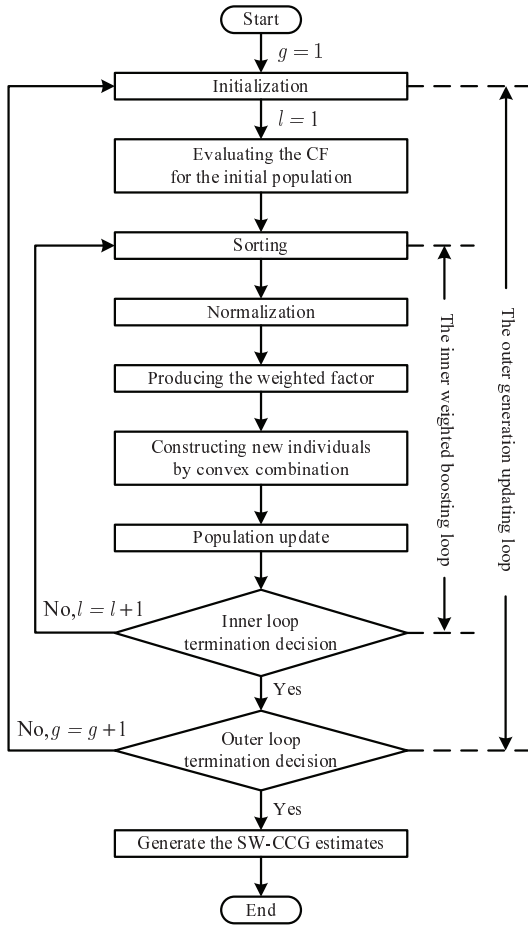 Start
g = 1
Initialization
l = 1
Evaluating the CF
for the initial population
Sorting
Normalization
Producing the weighted factor
Constructing new individuals
by convex combination
Population update
No, l = l+1
Inner loop
termination decision
Yes
No, g = g+1
Outer loop
termination decision
Yes
Generate the SW-CCG estimates
End
The inner weighted boosting loop
The outer generation updating loop